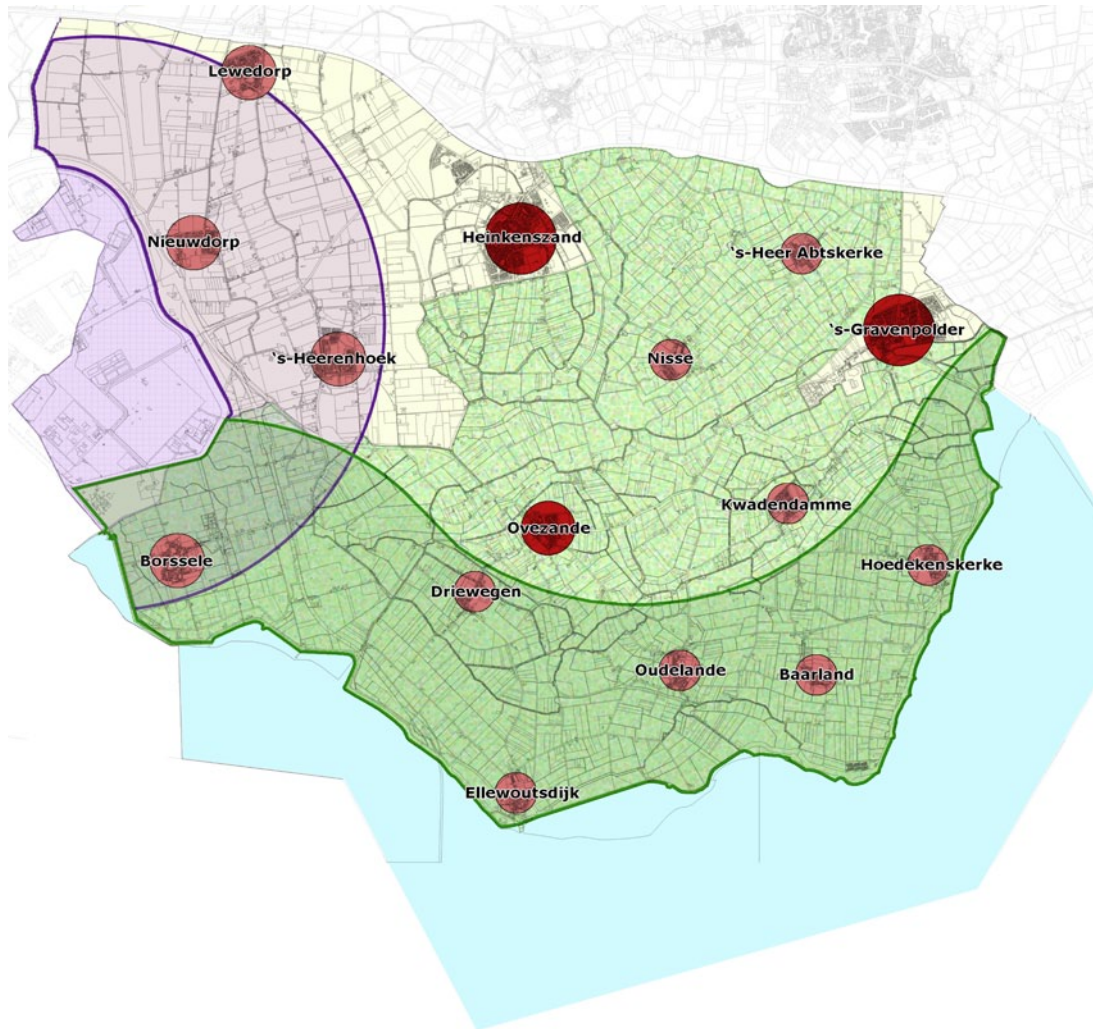 Lewedorp
Nieuwdorp
Heinkenszand
‘s-Heer Abtskerke
‘s-Gravenpolder
‘s-Heerenhoek
Nisse
Kwadendamme
Ovezande
Borssele
Hoedekenskerke
Driewegen
Oudelande
Baarland
Ellewoutsdijk